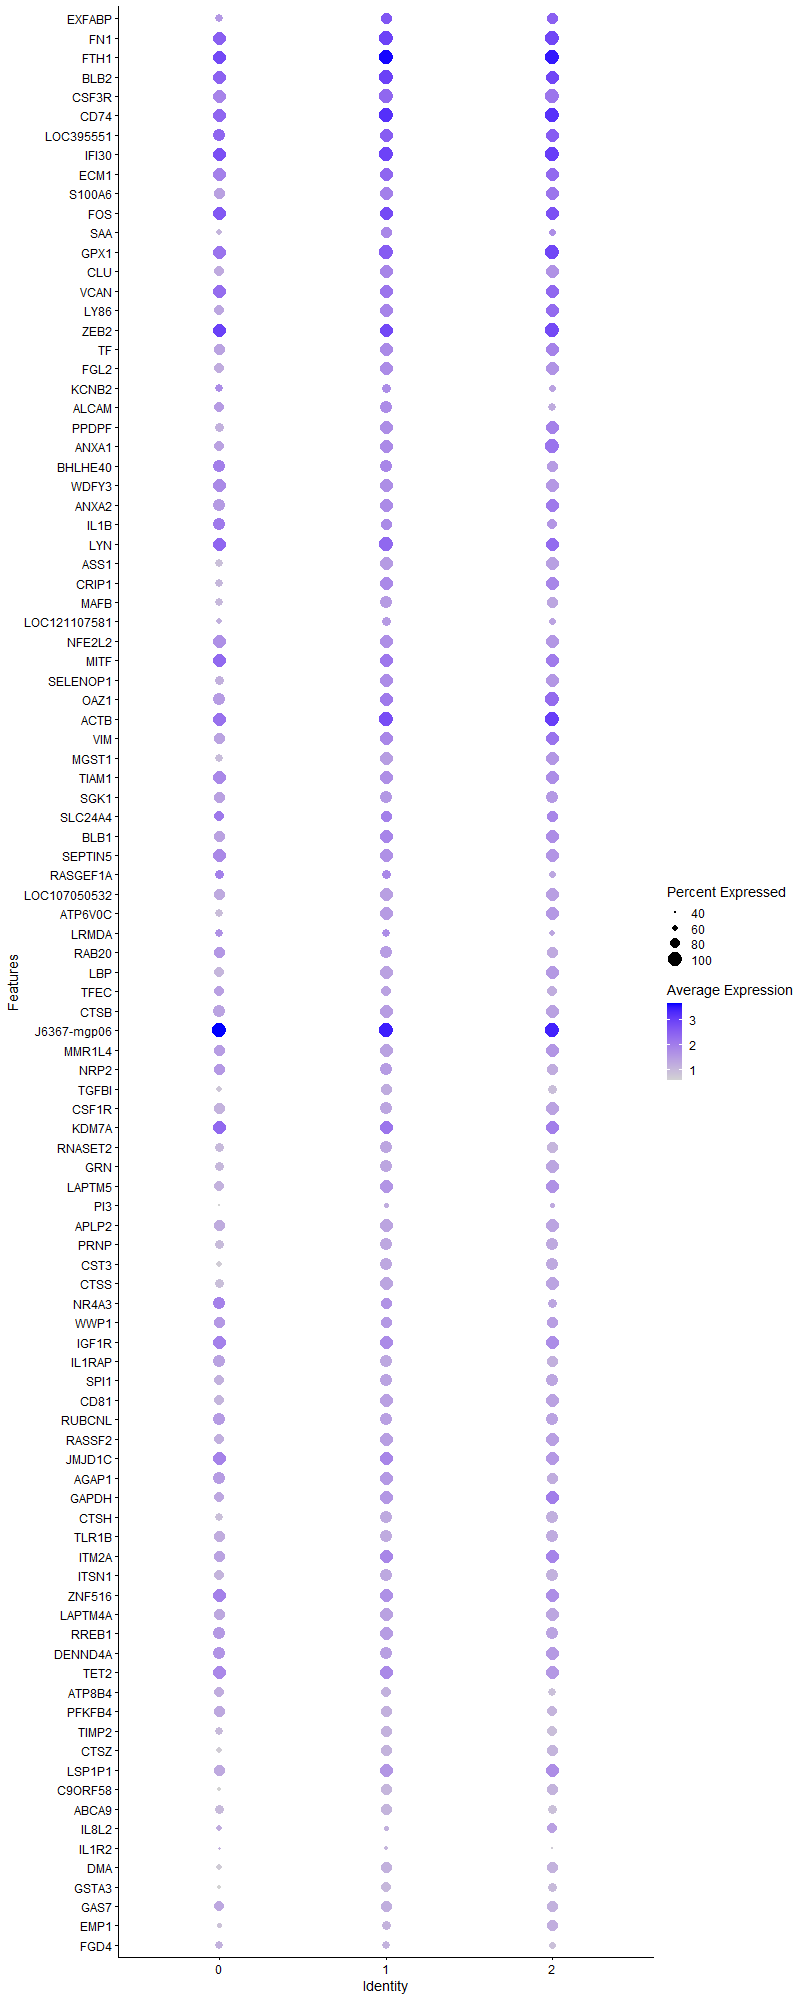 EXFABP
FN1
FTH1
BLB2
CSF3R
CD74
LOC395551
IFI30
ECM1
S100A6
FOS
SAA
GPX1
CLU
VCAN
LY86
ZEB2
TF
FGL2
KCNB2
ALCAM
PPDPF
ANXA1
BHLHE40
WDFY3
ANXA2
IL1B
LYN
ASS1
CRIP1
MAFB
LOC121107581
NFE2L2
MITF
SELENOP1
OAZ1
ACTB
VIM
MGST1
TIAM1
SGK1
SLC24A4
BLB1
SEPTIN5
RASGEF1A
LOC107050532
ATP6V0C
LRMDA
RAB20
LBP
TFEC
CTSB
J6367-mgp06
MMR1L4
NRP2
TGFBI
CSF1R
KDM7A
RNASET2
GRN
LAPTM5
PI3
APLP2
PRNP
CST3
CTSS
NR4A3
WWP1
IGF1R
IL1RAP
SPI1
CD81
RUBCNL
RASSF2
JMJD1C
AGAP1
GAPDH
CTSH
TLR1B
ITM2A
ITSN1
ZNF516
LAPTM4A
RREB1
DENND4A
TET2
ATP8B4
PFKFB4
TIMP2
CTSZ
LSP1P1
C9ORF58
ABCA9
IL8L2
IL1R2
DMA
GSTA3
GAS7
EMP1
FGD4
Features
0 1 2
Identity
Percent Expressed
40
60
80
100
Average Expression
3
2
1